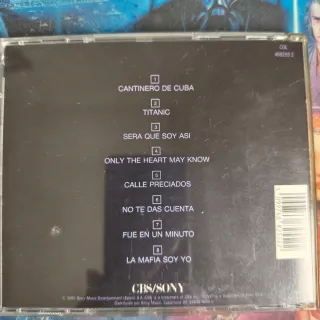 1
CANTINERO DE CUBA
2
TITANIC
3
SERA QUE SOY ASI
4
ONLY THE HEART MAY KNOW
5
CALLE PRECIADOS
6
NO TE DAS CUENTA
7
FUE EN UN MINUTO
8
LA MAFIA SOY YO
CBS/SONY